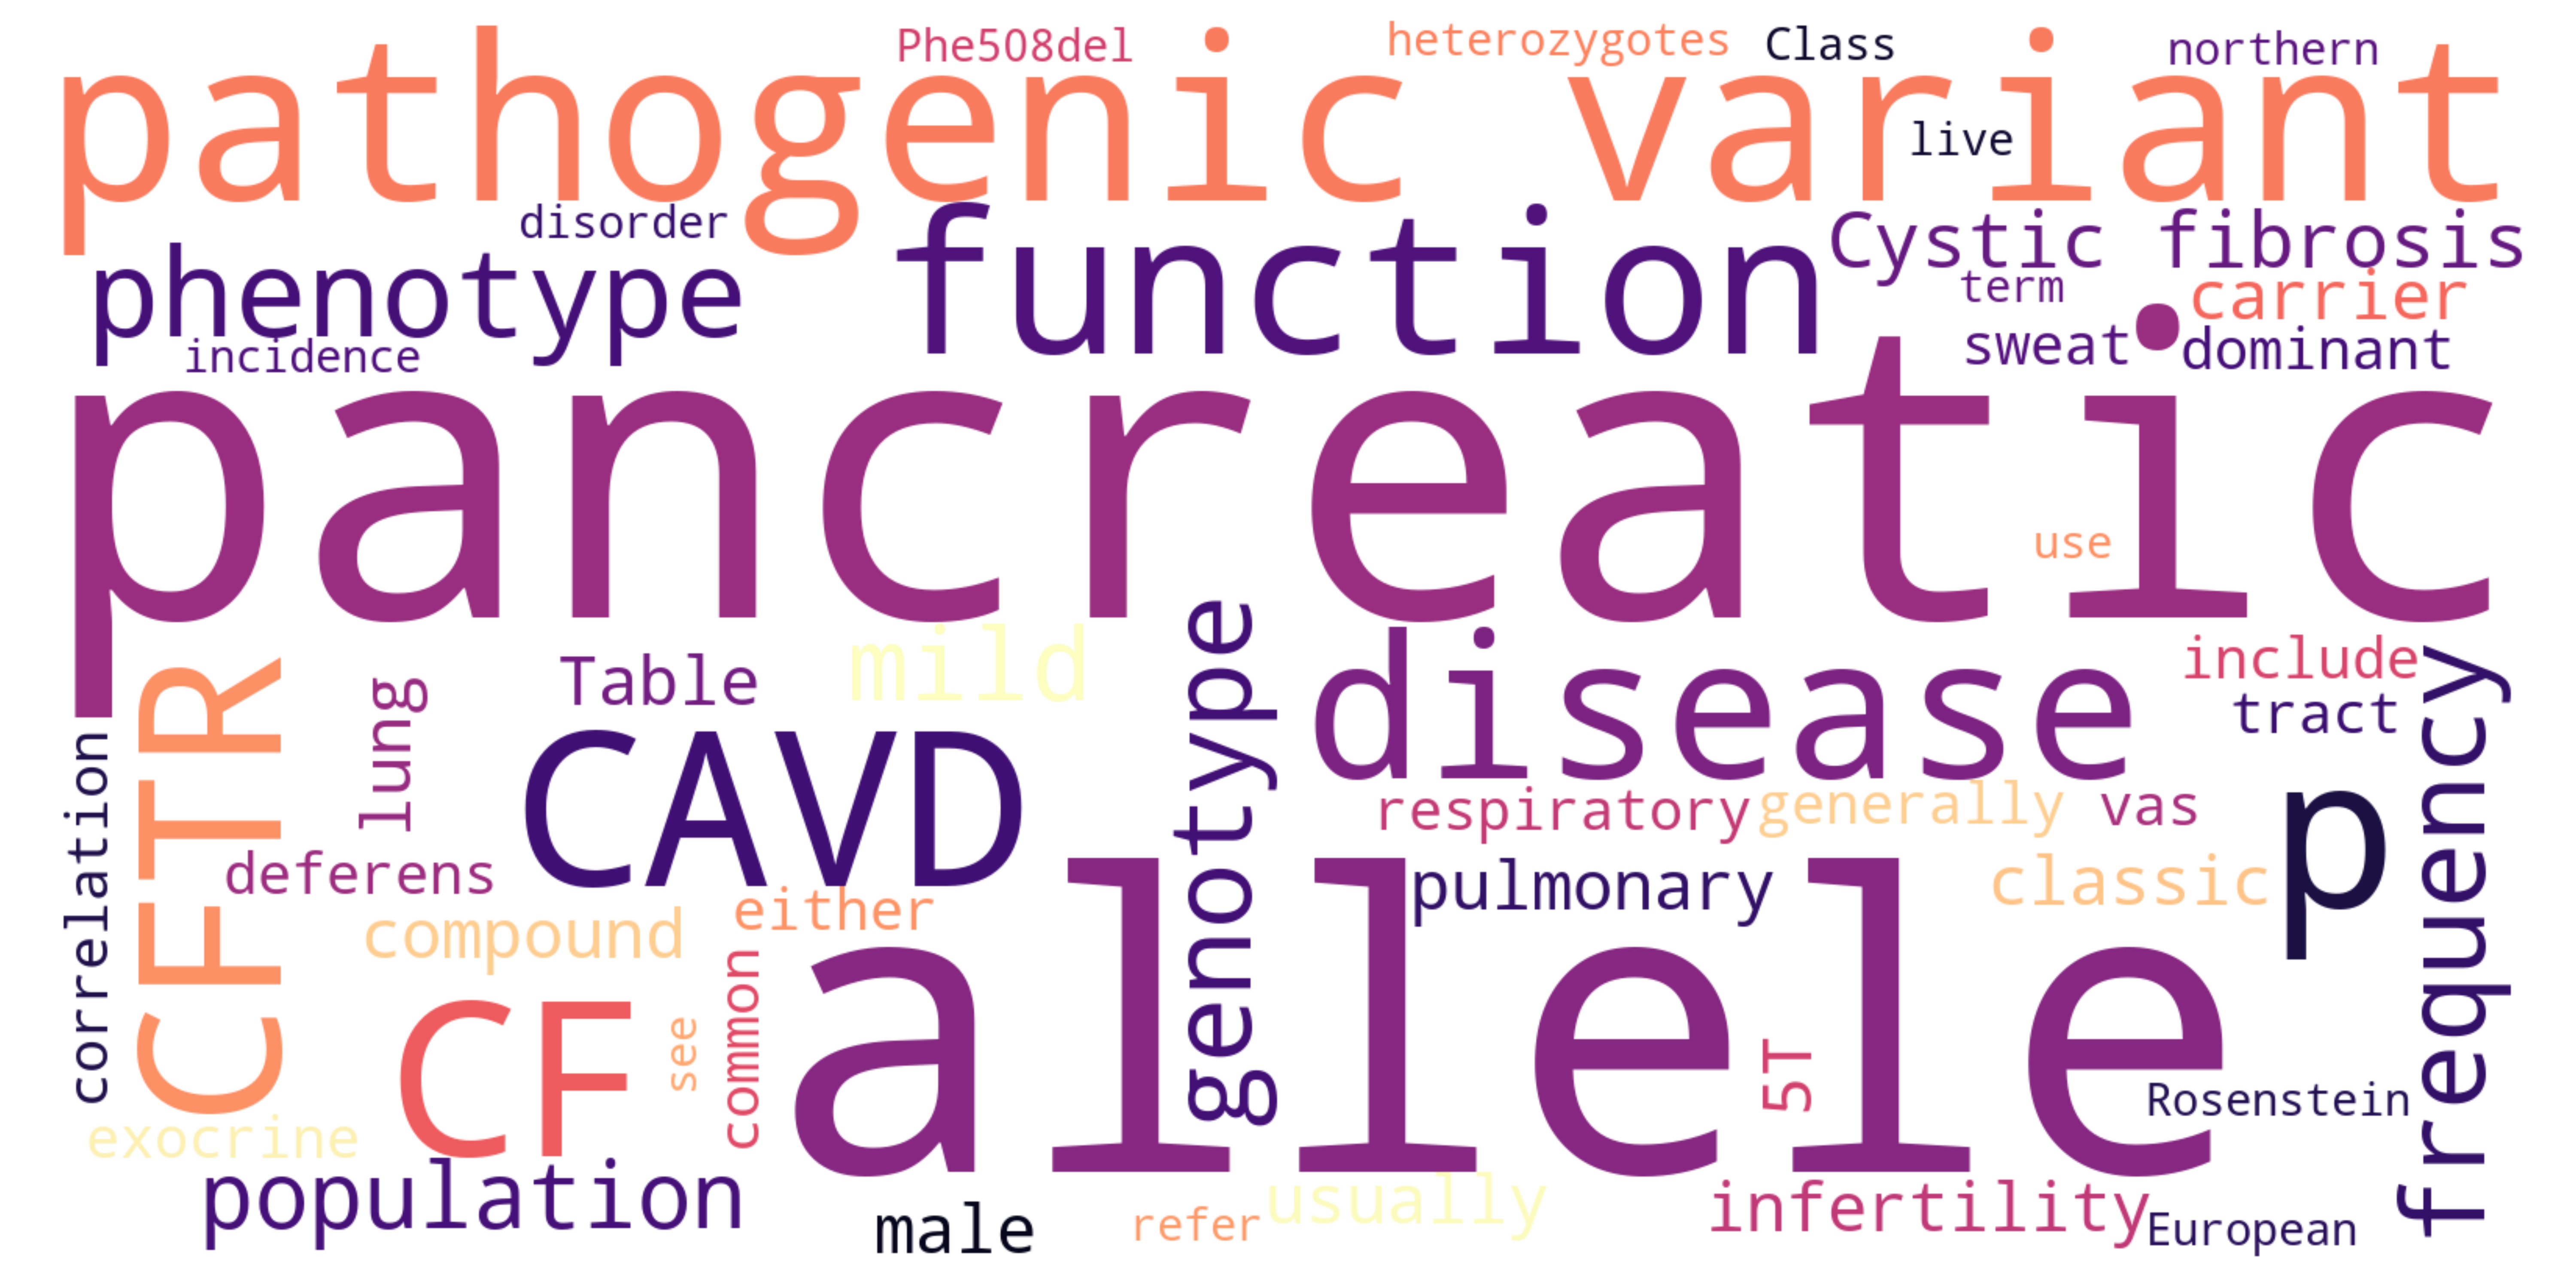 Phe508del
heterozygotes
Class
northern
pathogenic variant
live
disorder
phenotype
function
Cystic fibrosis
term
carrier
incidence
sweat
dominant
pancreatic
use
CFTR
lung
Table
mild
genotype
disease
include
tract
frequency
correlation
deferens
CAVD
respiratory
generally
vas
p
compound
either
pulmonary
classic
CF
see
common
allele
5T
Rosenstein
exocrine
population
male
refer
usually
infertility
European